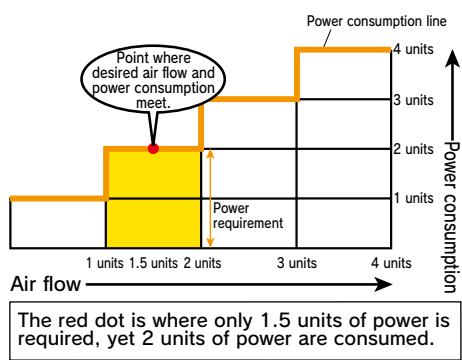 Power consumption line
Point where
desired air flow and
power consumption
meet.
4 units
3 units
2 units
1 units
Power consumption
Power
requirement
1 units 1.5 units 2 units 3 units 4 units
Air flow
The red dot is where only 1.5 units of power is
required, yet 2 units of power are consumed.